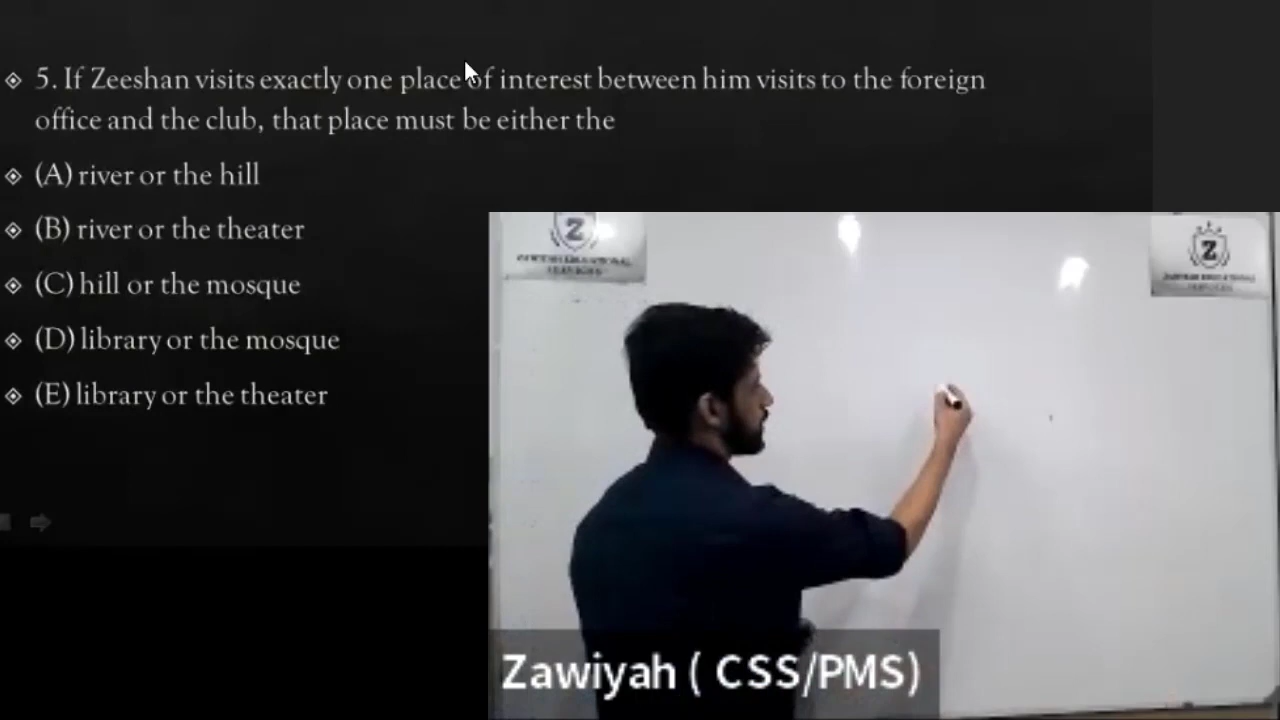 5. If Zeeshan visits exactly one place of interest between him visits to the foreign
office and the club, that place must be either the
(A) river or the hill
(B) river or the theater
(C) hill or the mosque
(D) library or the mosque
(E) library or the theater
Z
Z
Zawiyah ( CSS/PMS)